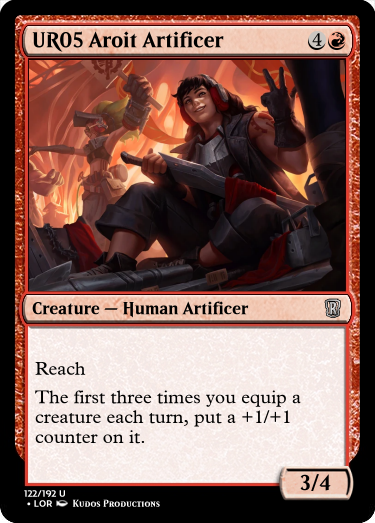 UR05 Aroit Artificer 4
Creature — Human Artificer
Reach
The first three times you equip a
creature each turn, put a +1/+1
counter on it.
3/4
122/192 U
• LOR Kudos Productions